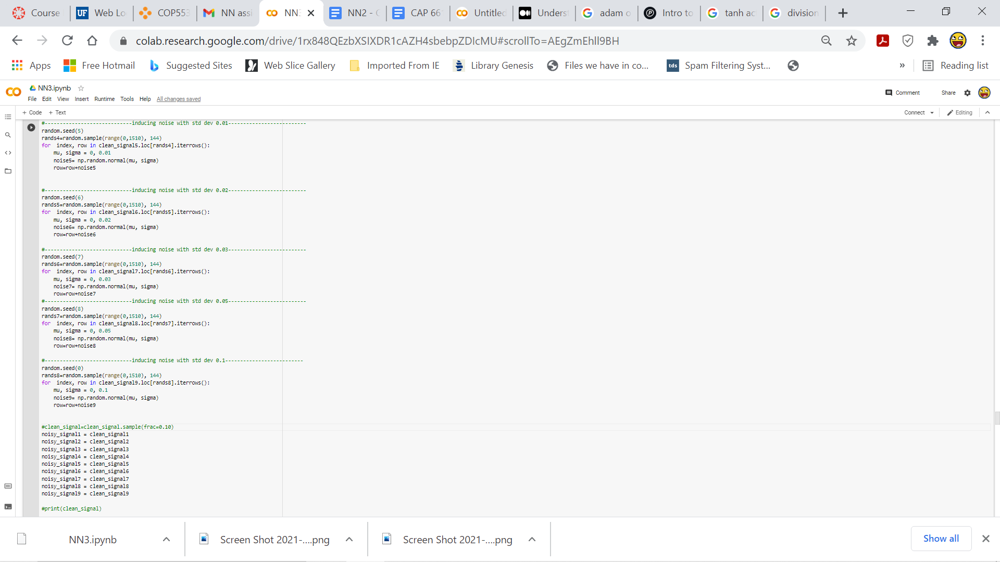 Course
UF Web Lo
COP553
NN assi
NN3
NN2 - G
CAP 66
Untitled
Underst
adam o
Intro to
tanh ac
division
colab.research.google.com/drive/1rx848QEzbXSIXDR1cAZH4sbebpZDIcMU#scrollTo=AEgZmEhll9BH
Apps
Free Hotmail
Suggested Sites
Web Slice Gallery
Imported From IE
Library Genesis
Files we have in co...
tds Spam Filtering Syst...
»
Reading list
NN3.ipynb
Comment
Share
File Edit View Insert Runtime Tools Help All changes saved
+ Code + Text
Connect
Editing
#-----------------------------inducing noise with std dev 0.01--------------------------
random.seed(5)
rands4=random.sample(range(0,1510), 144)
for  index, row in clean_signal5.loc[rands4].iterrows():
    mu, sigma = 0, 0.01
    noise5= np.random.normal(mu, sigma)
    row=row+noise5
#-----------------------------inducing noise with std dev 0.02--------------------------
random.seed(6)
rands5=random.sample(range(0,1510), 144)
for  index, row in clean_signal6.loc[rands5].iterrows():
    mu, sigma = 0, 0.02
    noise6= np.random.normal(mu, sigma)
    row=row+noise6
#-----------------------------inducing noise with std dev 0.03--------------------------
random.seed(7)
rands6=random.sample(range(0,1510), 144)
for  index, row in clean_signal7.loc[rands6].iterrows():
    mu, sigma = 0, 0.03
    noise7= np.random.normal(mu, sigma)
    row=row+noise7
#-----------------------------inducing noise with std dev 0.05--------------------------
random.seed(8)
rands7=random.sample(range(0,1510), 144)
for  index, row in clean_signal8.loc[rands7].iterrows():
    mu, sigma = 0, 0.05
    noise8= np.random.normal(mu, sigma)
    row=row+noise8
#-----------------------------inducing noise with std dev 0.1--------------------------
random.seed(0)
rands8=random.sample(range(0,1510), 144)
for  index, row in clean_signal9.loc[rands8].iterrows():
    mu, sigma = 0, 0.1
    noise9= np.random.normal(mu, sigma)
    row=row+noise9
#clean_signal=clean_signal.sample(frac=0.10)
noisy_signal1 = clean_signal1
noisy_signal2 = clean_signal2
noisy_signal3 = clean_signal3
noisy_signal4 = clean_signal4
noisy_signal5 = clean_signal5
noisy_signal6 = clean_signal6
noisy_signal7 = clean_signal7
noisy_signal8 = clean_signal8
noisy_signal9 = clean_signal9
#print(clean_signal)
NN3.ipynb
Screen Shot 2021-....png
Screen Shot 2021-....png
Show all